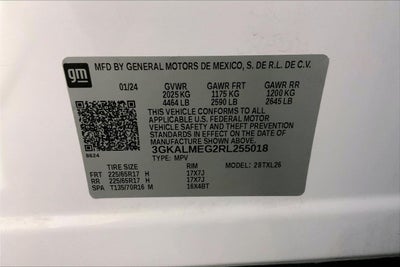 gm
MFD BY GENERAL MOTORS DE MEXICO, S. DE R.L. DE C.V.
01/24 GVWR GAWR FRT GAWR RR
2025 KG 1175 KG 1200 KG
4464 LB 2590 LB 2645 LB
THIS VEHICLE CONFORMS TO ALL
APPLICABLE U.S. FEDERAL MOTOR
VEHICLE SAFETY AND THEFT PREVENTION
STANDARDS IN EFFECT ON THE DATE OF
MANUFACTURE SHOWN ABOVE.
3GKALMEG2RL255018
8624 TYPE: MPV MODEL: 28TXL26
TIRE SIZE RIM
FRT 225/65R17 H 17X7J
RR 225/65R17 H 17X7J
SPA T135/70R16 M 16X4BT